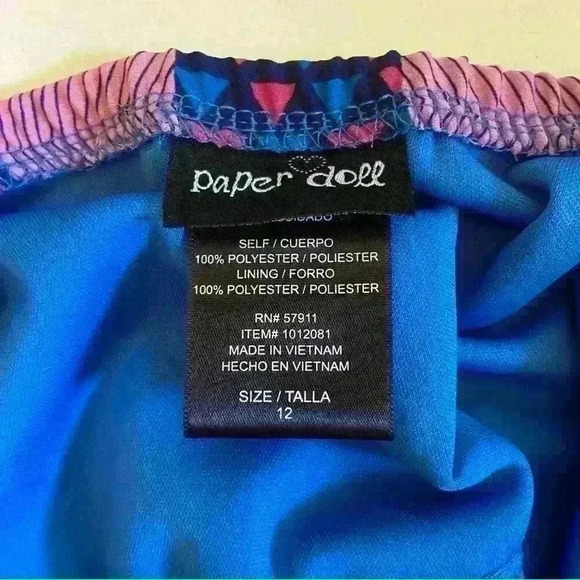 paper doll
CUIDADO
SELF / CUERPO
100% POLYESTER / POLIESTER
LINING / FORRO
100% POLYESTER / POLIESTER
RN# 57911
ITEM# 1012081
MADE IN VIETNAM
HECHO EN VIETNAM
SIZE / TALLA
12